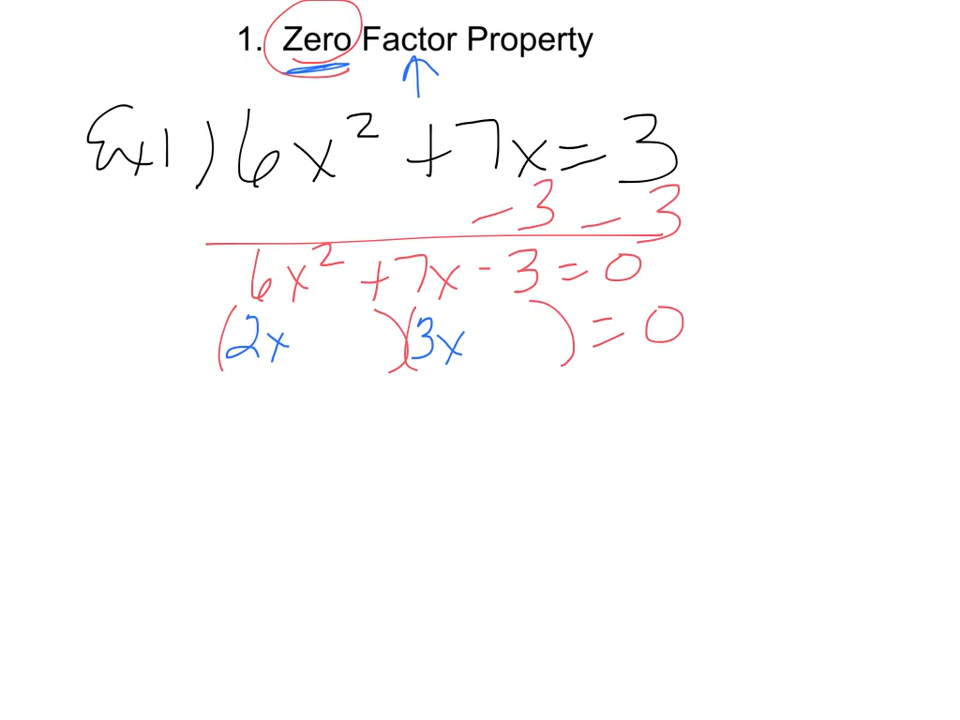 1. Zero Factor Property
Ex1) 6x² + 7x = 3
- 3 - 3
6x² + 7x - 3 = 0
(2x )(3x ) = 0